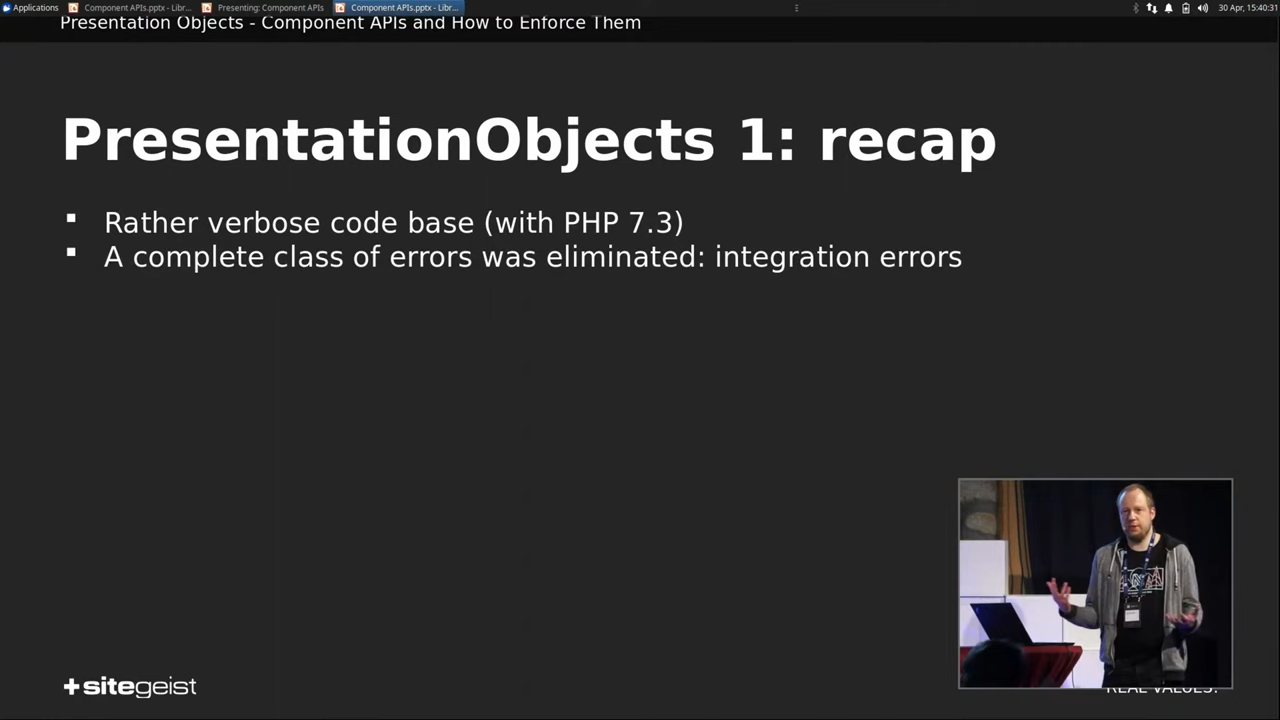 Applications
Component APIs.pptx - Libr...
Presenting: Component APIs
Component APIs.pptx - Libr...
30 Apr, 15:40:31
Presentation Objects - Component APIs and How to Enforce Them
PresentationObjects 1: recap
Rather verbose code base (with PHP 7.3)
A complete class of errors was eliminated: integration errors
sitegeist
REAL VALUES.